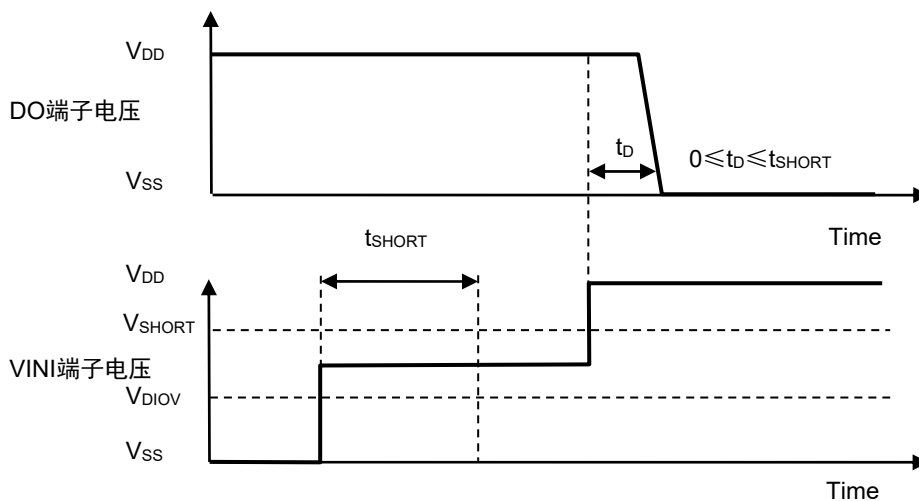 VDD
DO端子电压
tD
0≤tD≤tSHORT
VSS
Time
tSHORT
VDD
VSHORT
VINI端子电压
VDIOV
VSS
Time